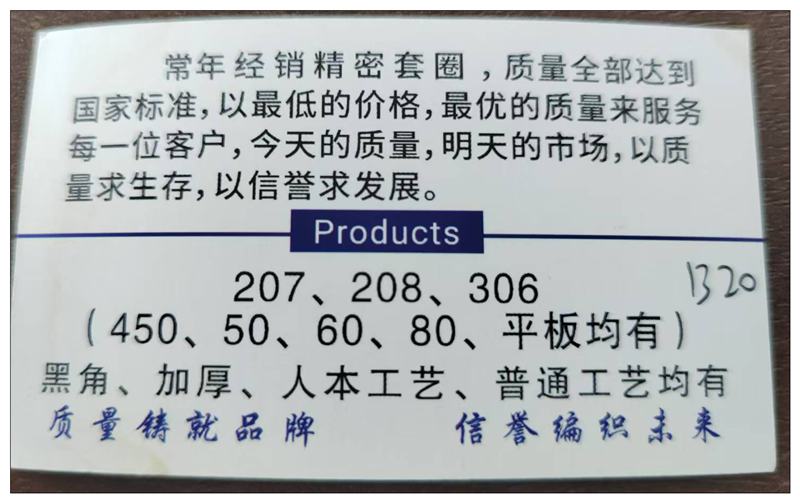 常年经销精密套圈，质量全部达到
国家标准，以最低的价格，最优的质量来服务
每一位客户，今天的质量，明天的市场，以质
量求生存，以信誉求发展。
Products
207、208、306
1320
（450、50、60、80、平板均有）
黑角、加厚、人本工艺、普通工艺均有
质量铸就品牌 信誉编织未来